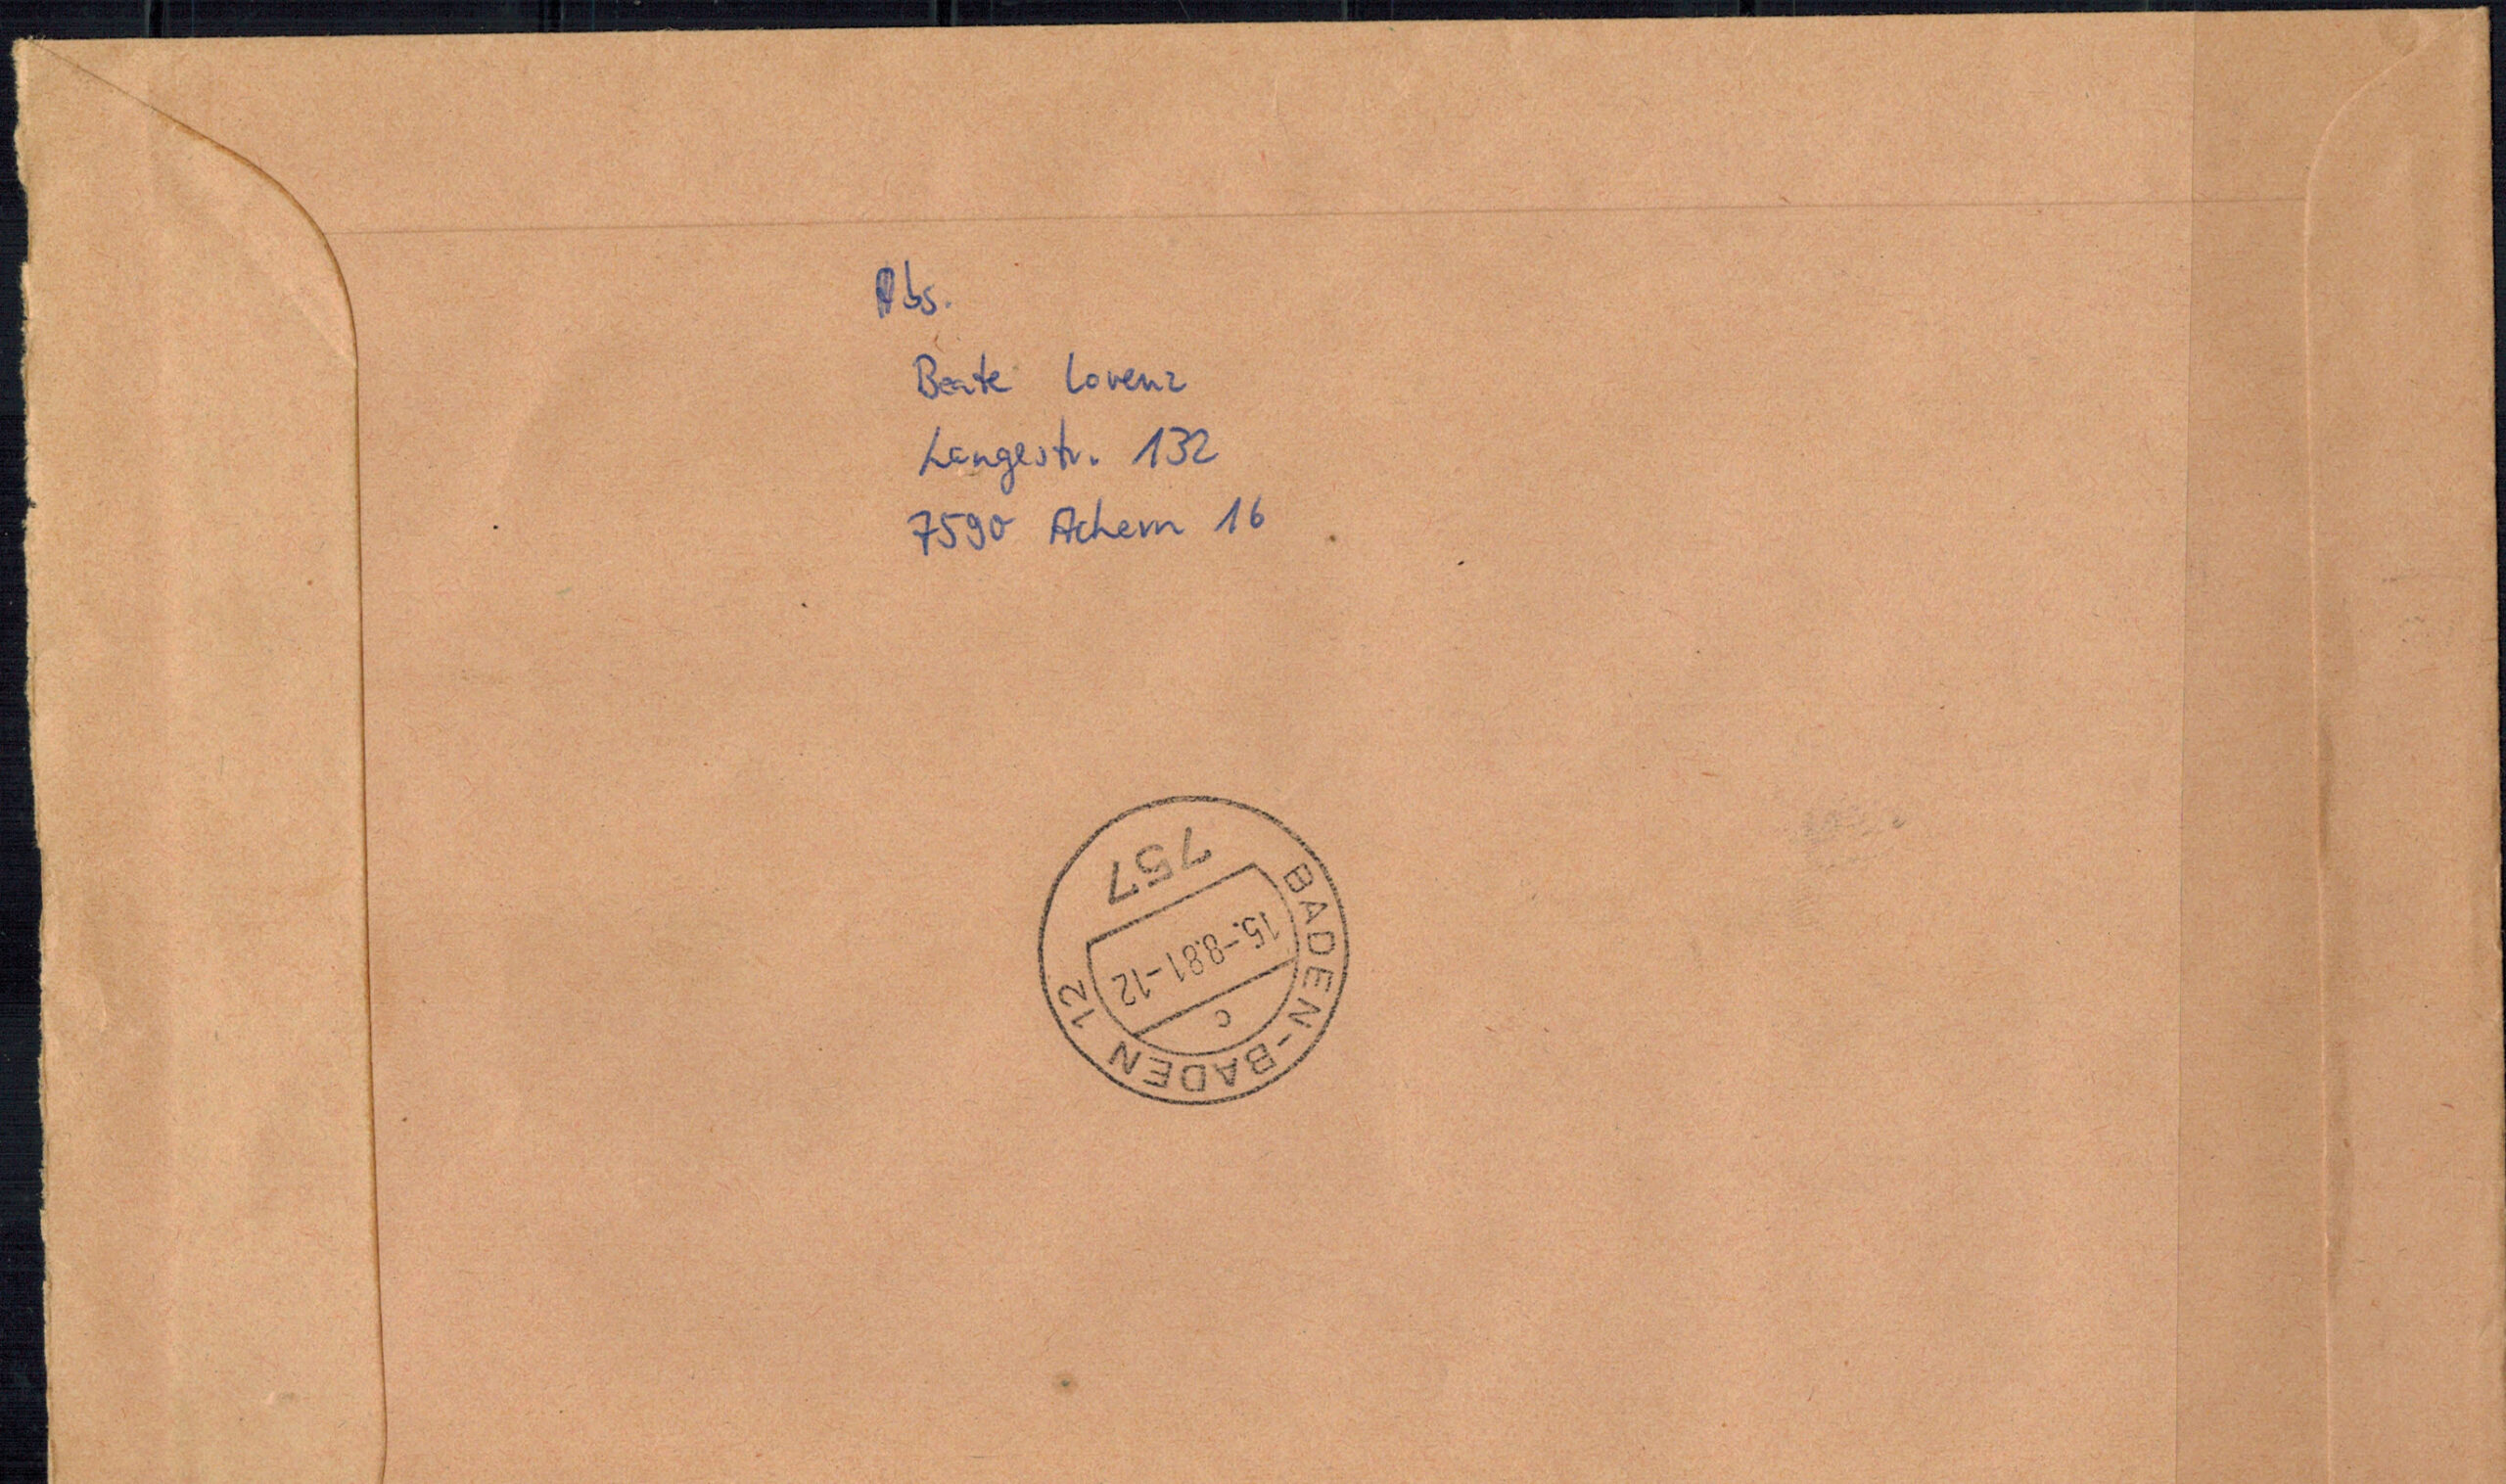 Abs.
Beate Lorenz
Langestr. 132
7590 Achern 16
757
15.-8.81-12
c
BADEN-BADEN 12